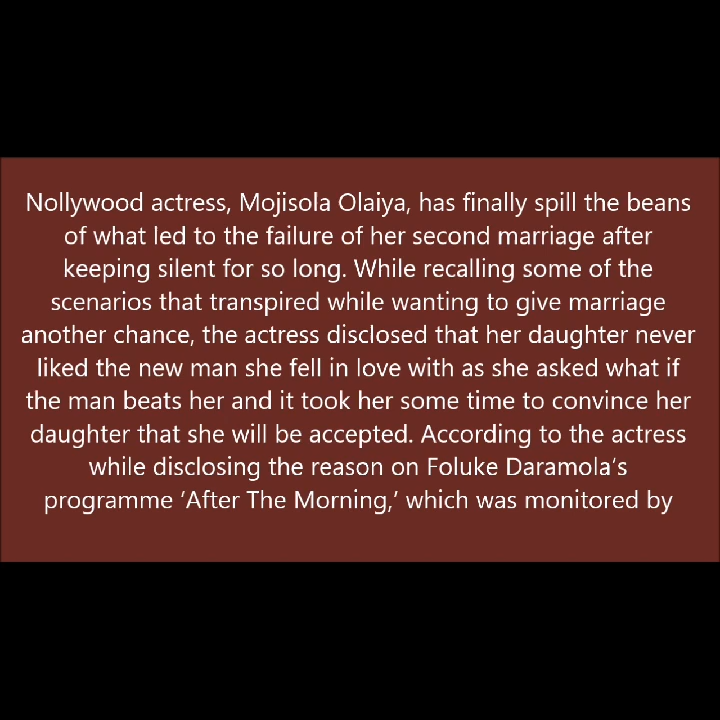 Nollywood actress, Mojisola Olaiya, has finally spill the beans
of what led to the failure of her second marriage after
keeping silent for so long. While recalling some of the
scenarios that transpired while wanting to give marriage
another chance, the actress disclosed that her daughter never
liked the new man she fell in love with as she asked what if
the man beats her and it took her some time to convince her
daughter that she will be accepted. According to the actress
while disclosing the reason on Foluke Daramola’s
programme ‘After The Morning,’ which was monitored by